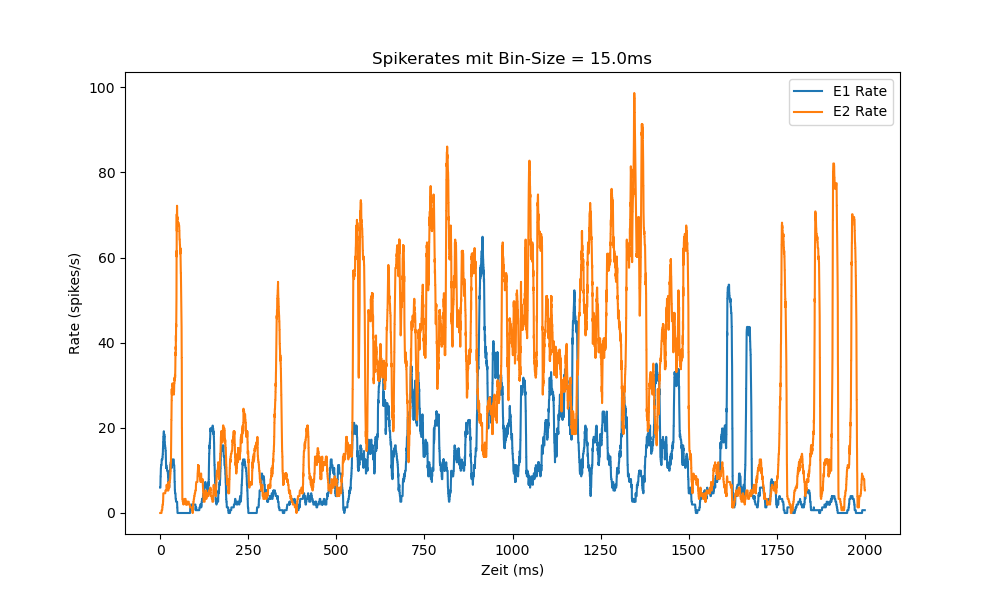 Spikerates mit Bin-Size = 15.0ms
E1 Rate
E2 Rate
100
80
60
40
20
0
Rate (spikes/s)
0 250 500 750 1000 1250 1500 1750 2000
Zeit (ms)